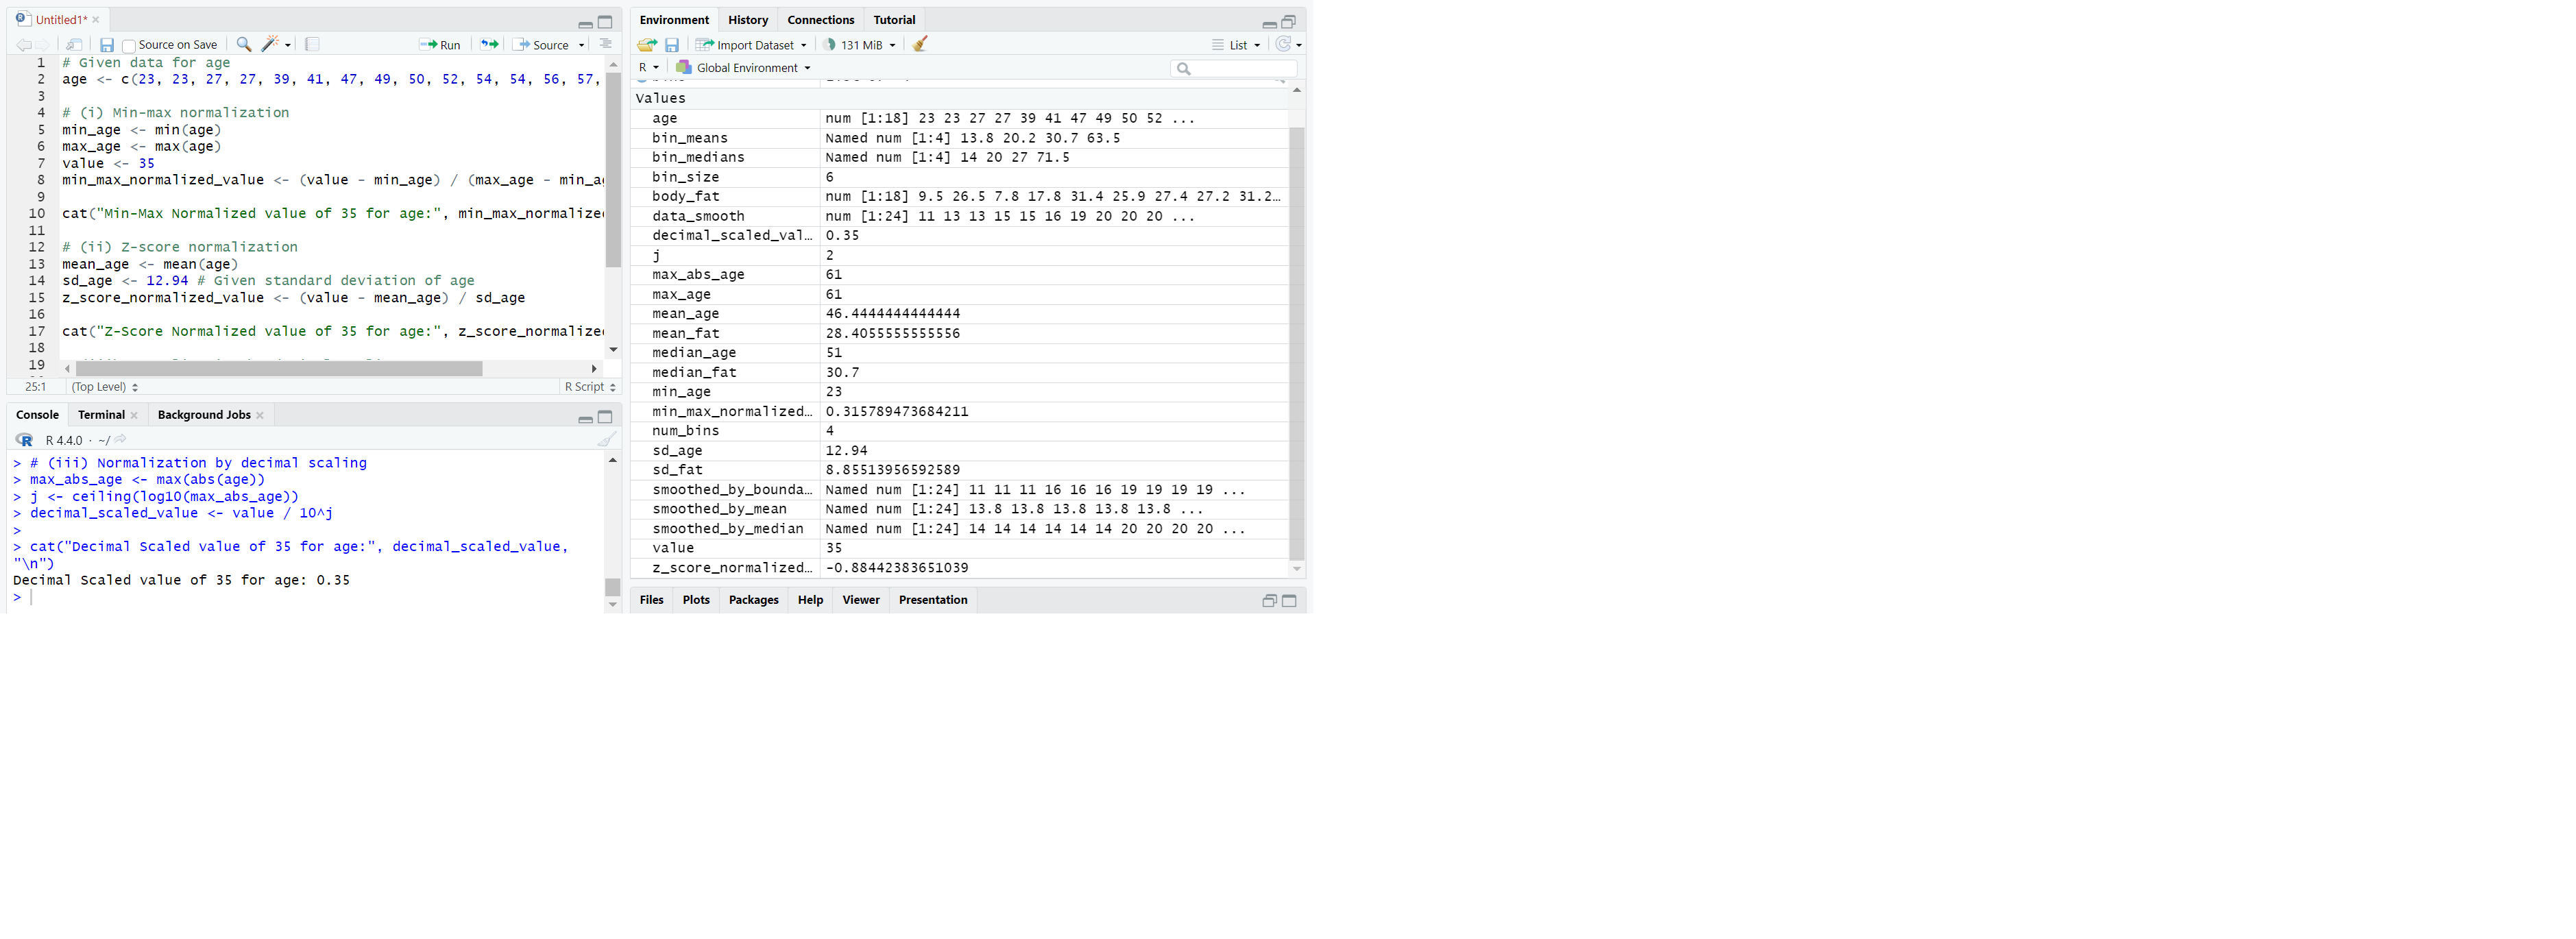 Untitled1*
Source on Save
Run
Source
1 # Given data for age
2 age <- c(23, 23, 27, 27, 39, 41, 47, 49, 50, 52, 54, 54, 56, 57,
3
4 # (i) Min-max normalization
5 min_age <- min(age)
6 max_age <- max(age)
7 value <- 35
8 min_max_normalized_value <- (value - min_age) / (max_age - min_ag
9
10 cat("Min-Max Normalized value of 35 for age:", min_max_normalized
11
12 # (ii) Z-score normalization
13 mean_age <- mean(age)
14 sd_age <- 12.94 # Given standard deviation of age
15 z_score_normalized_value <- (value - mean_age) / sd_age
16
17 cat("Z-Score Normalized value of 35 for age:", z_score_normalized
18
19
25:1 (Top Level) R Script
Console Terminal Background Jobs
R 4.4.0 · ~/
> # (iii) Normalization by decimal scaling
> max_abs_age <- max(abs(age))
> j <- ceiling(log10(max_abs_age))
> decimal_scaled_value <- value / 10^j
>
> cat("Decimal Scaled value of 35 for age:", decimal_scaled_value,
"\n")
Decimal Scaled value of 35 for age: 0.35
>
Environment History Connections Tutorial
Import Dataset 131 MiB List
R Global Environment
Values
age num [1:18] 23 23 27 27 39 41 47 49 50 52 ...
bin_means Named num [1:4] 13.8 20.2 30.7 63.5
bin_medians Named num [1:4] 14 20 27 71.5
bin_size 6
body_fat num [1:18] 9.5 26.5 7.8 17.8 31.4 25.9 27.4 27.2 31.2…
data_smooth num [1:24] 11 13 13 15 15 16 19 20 20 20 ...
decimal_scaled_val… 0.35
j 2
max_abs_age 61
max_age 61
mean_age 46.4444444444444
mean_fat 28.4055555555556
median_age 51
median_fat 30.7
min_age 23
min_max_normalized… 0.315789473684211
num_bins 4
sd_age 12.94
sd_fat 8.85513956592589
smoothed_by_bounda… Named num [1:24] 11 11 11 16 16 16 19 19 19 19 ...
smoothed_by_mean Named num [1:24] 13.8 13.8 13.8 13.8 13.8 ...
smoothed_by_median Named num [1:24] 14 14 14 14 14 14 20 20 20 20 ...
value 35
z_score_normalized… -0.88442383651039
Files Plots Packages Help Viewer Presentation